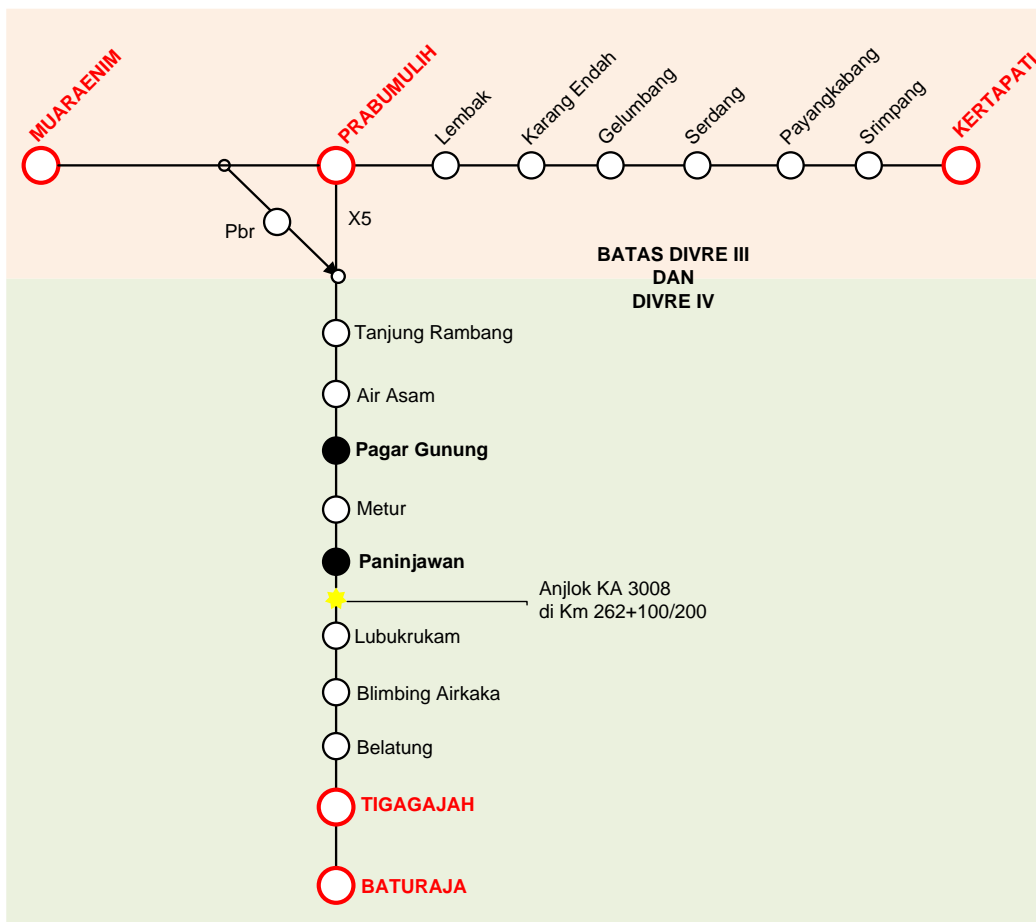 MUARAENIM
PRABUMULIH
Lembak
Karang Endah
Gelumbang
Serdang
Payangkabang
Srimpang
KERTAPATI
Pbr
X5
BATAS DIVRE III
DAN
DIVRE IV
Tanjung Rambang
Air Asam
Pagar Gunung
Metur
Paninjawan
Anjlok KA 3008
di Km 262+100/200
Lubukrukam
Blimbing Airkaka
Belatung
TIGAGAJAH
BATURAJA